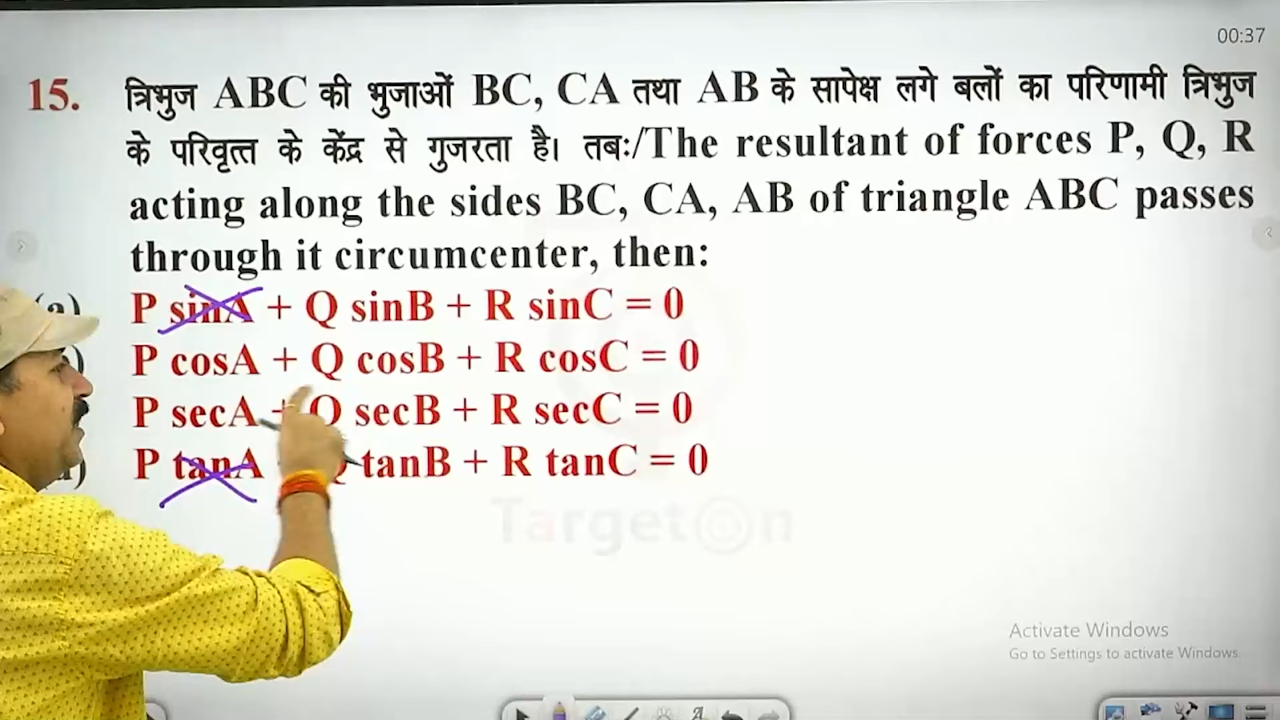 00:37
15. त्रिभुज ABC की भुजाओं BC, CA तथा AB के सापेक्ष लगे बलों का परिणामी त्रिभुज
के परिवृत्त के केंद्र से गुजरता है। तबः/The resultant of forces P, Q, R
acting along the sides BC, CA, AB of triangle ABC passes
through it circumcenter, then:
(a) P sinA + Q sinB + R sinC = 0
P cosA + Q cosB + R cosC = 0
P secA + Q secB + R secC = 0
P tanA tanB + R tanC = 0
Target On
Activate Windows
Go to Settings to activate Windows.